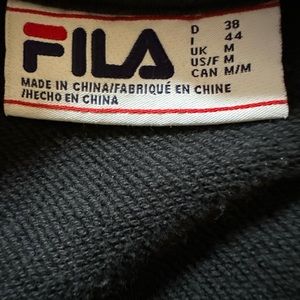 FILA
D 38
I 44
UK M
US/F M
CAN M/M
MADE IN CHINA/FABRIQUÉ EN CHINE
/HECHO EN CHINA